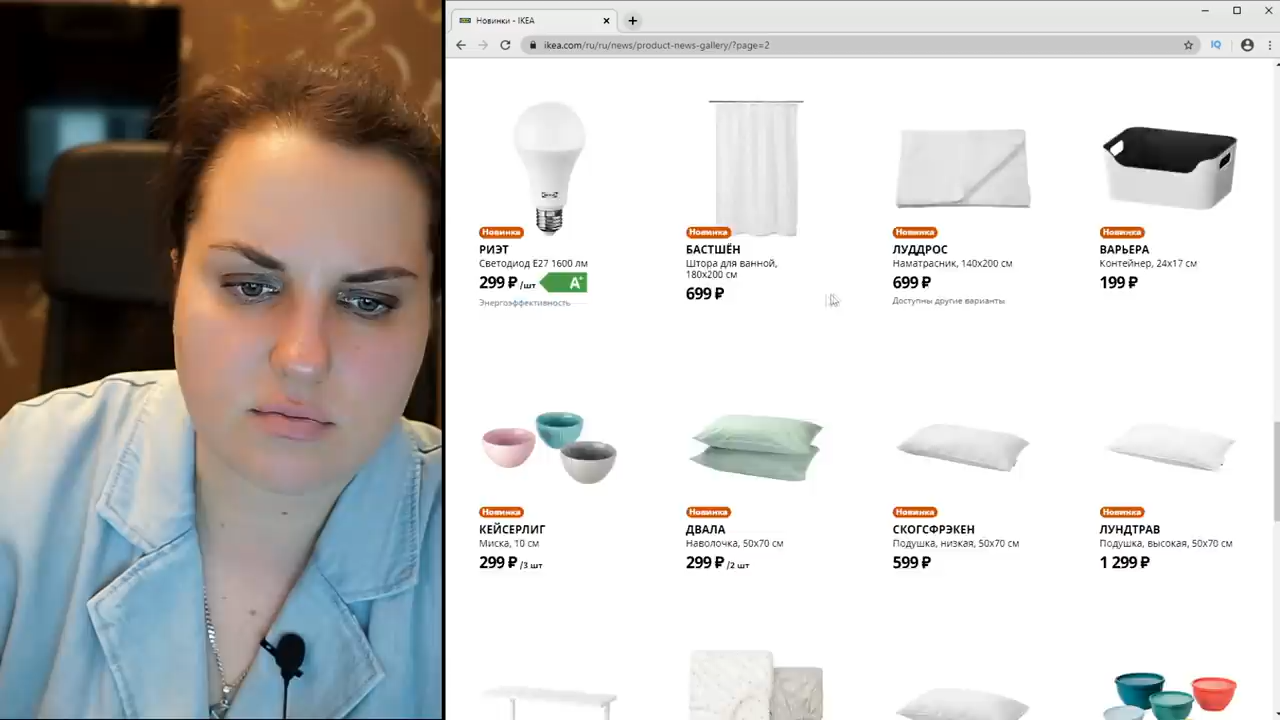 Новинки - IKEA
ikea.com/ru/ru/news/product-news-gallery/?page=2
IQ
IKEA
Новинка
РИЭТ
Светодиод E27 1600 лм
299 ₽ /шт
A+
Энергоэффективность
Новинка
БАСТШЁН
Штора для ванной,
180x200 см
699 ₽
Новинка
ЛУДДРОС
Наматрасник, 140x200 см
699 ₽
Доступны другие варианты
Новинка
ВАРЬЕРА
Контейнер, 24x17 см
199 ₽
Новинка
КЕЙСЕРЛИГ
Миска, 10 см
299 ₽ /3 шт
Новинка
ДВАЛА
Наволочка, 50x70 см
299 ₽ /2 шт
Новинка
СКОГСФРЭКЕН
Подушка, низкая, 50x70 см
599 ₽
Новинка
ЛУНДТРАВ
Подушка, высокая, 50x70 см
1 299 ₽